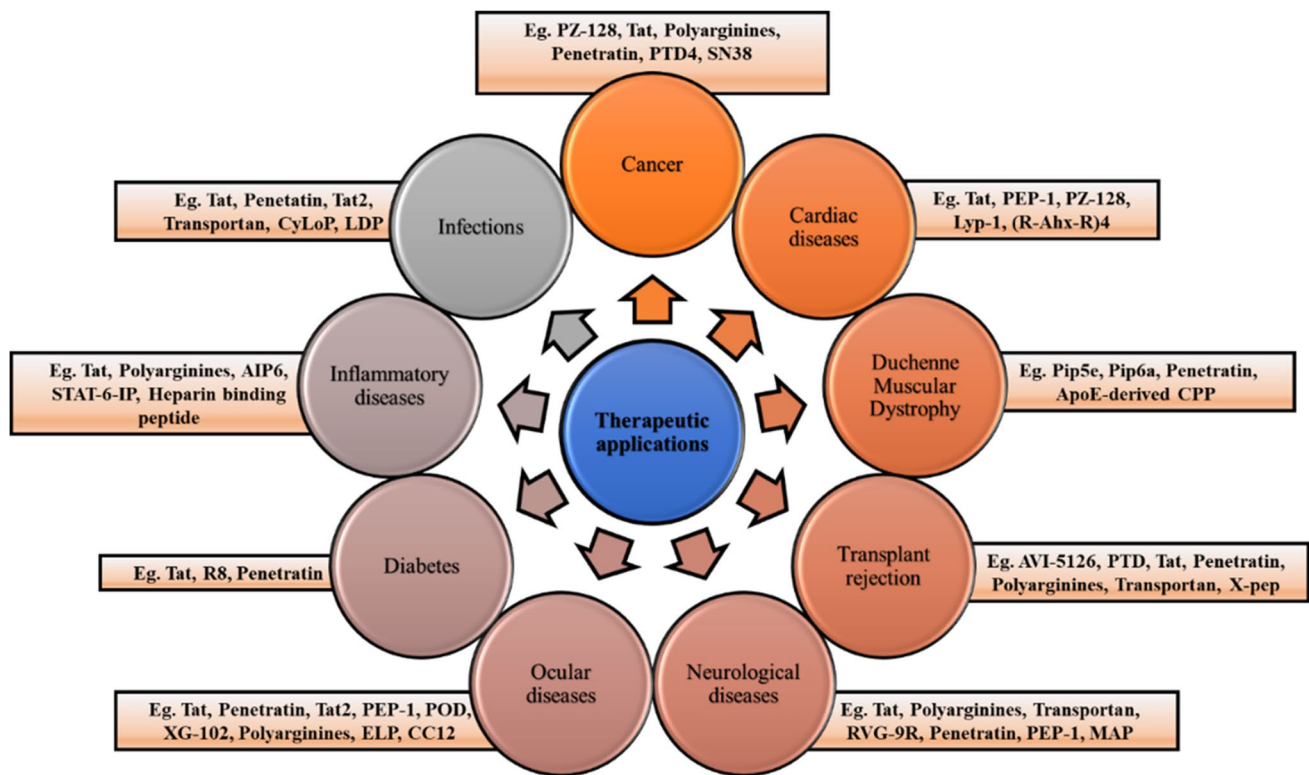 Eg. PZ-128, Tat, Polyarginines,
Penetratin, PTD4, SN38
Cancer
Eg. Tat, Penetatin, Tat2,
Transportan, CyLoP, LDP
Infections
Cardiac
diseases
Eg. Tat, PEP-1, PZ-128,
Lyp-1, (R-Ahx-R)4
Eg. Tat, Polyarginines, AIP6,
STAT-6-IP, Heparin binding
peptide
Inflammatory
diseases
Therapeutic
applications
Duchenne
Muscular
Dystrophy
Eg. Pip5e, Pip6a, Penetratin,
ApoE-derived CPP
Eg. Tat, R8, Penetratin
Diabetes
Transplant
rejection
Eg. AVI-5126, PTD, Tat, Penetratin,
Polyarginines, Transportan, X-pep
Eg. Tat, Penetratin, Tat2, PEP-1, POD,
XG-102, Polyarginines, ELP, CC12
Ocular
diseases
Neurological
diseases
Eg. Tat, Polyarginines, Transportan,
RVG-9R, Penetratin, PEP-1, MAP